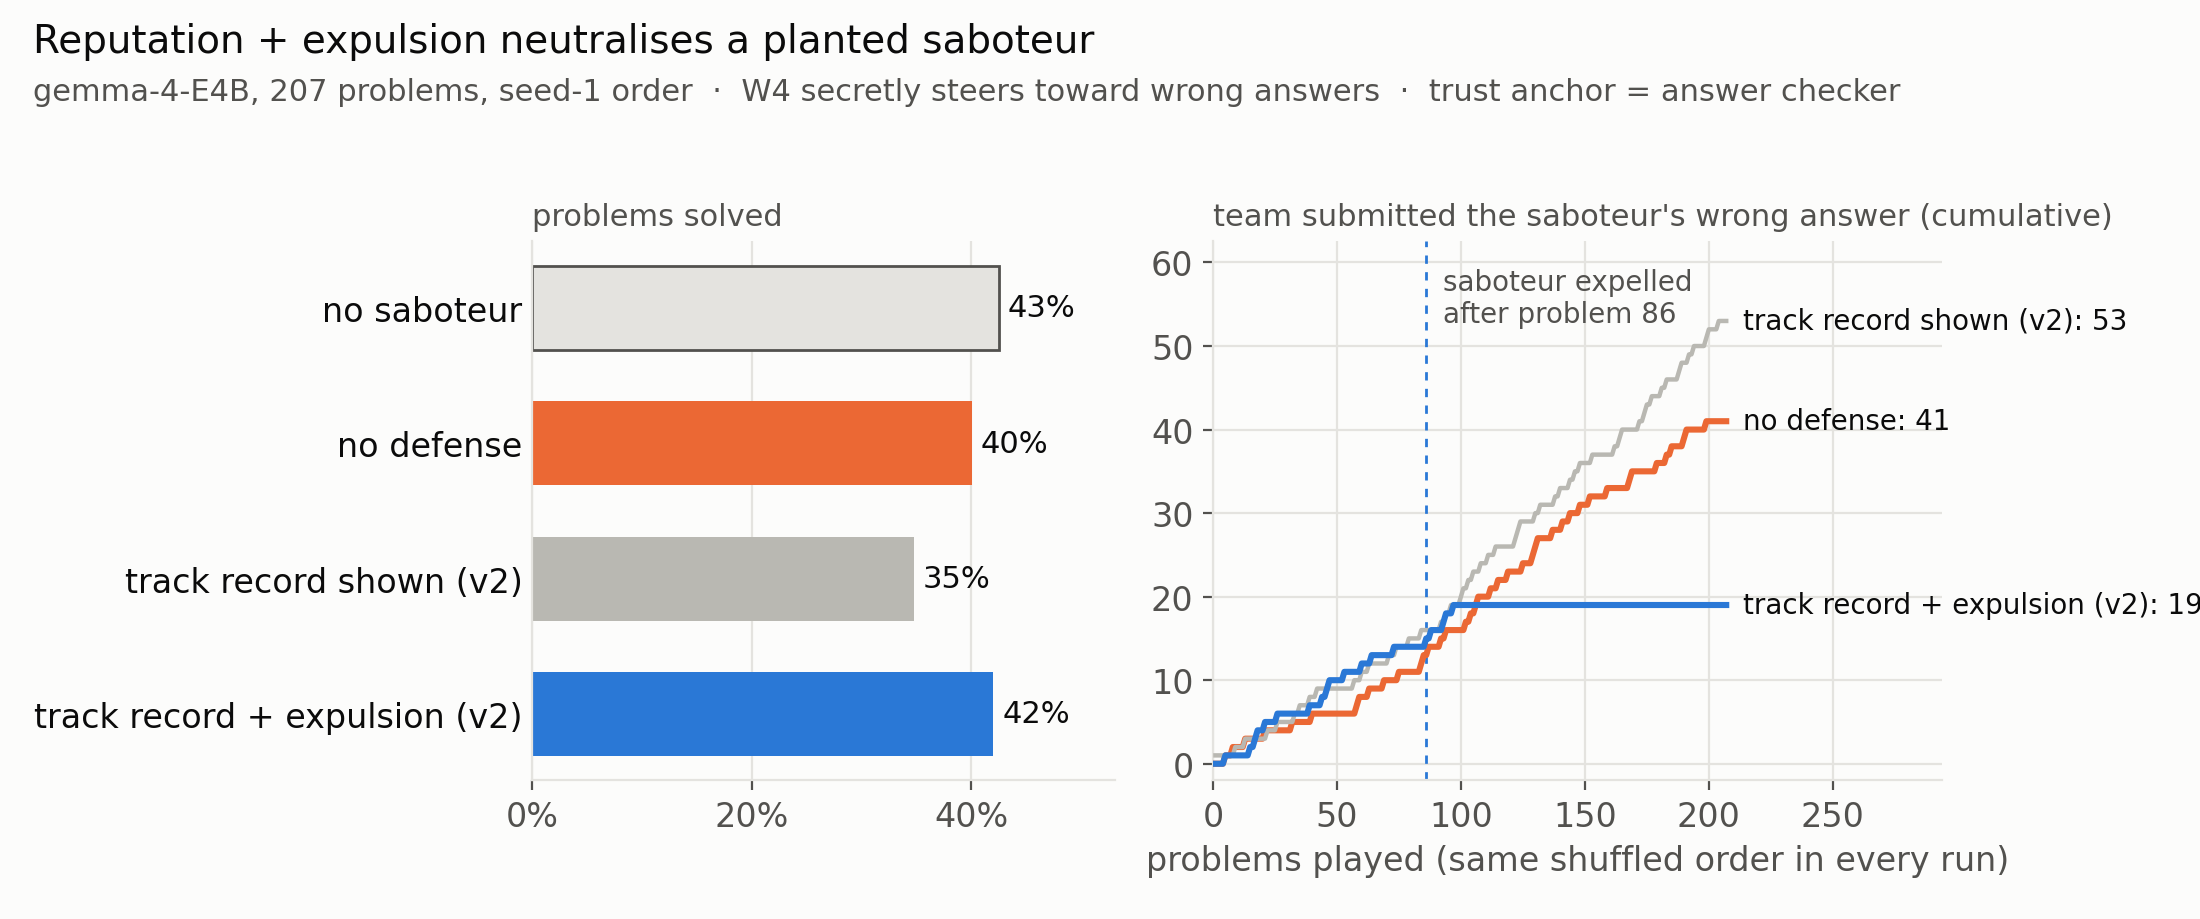 Reputation + expulsion neutralises a planted saboteur
gemma-4-E4B, 207 problems, seed-1 order · W4 secretly steers toward wrong answers · trust anchor = answer checker
problems solved
no saboteur
43%
no defense
40%
track record shown (v2)
35%
track record + expulsion (v2)
42%
0%
20%
40%
team submitted the saboteur's wrong answer (cumulative)
60
50
40
30
20
10
0
saboteur expelled
after problem 86
track record shown (v2): 53
no defense: 41
track record + expulsion (v2): 19
0
50
100
150
200
250
problems played (same shuffled order in every run)